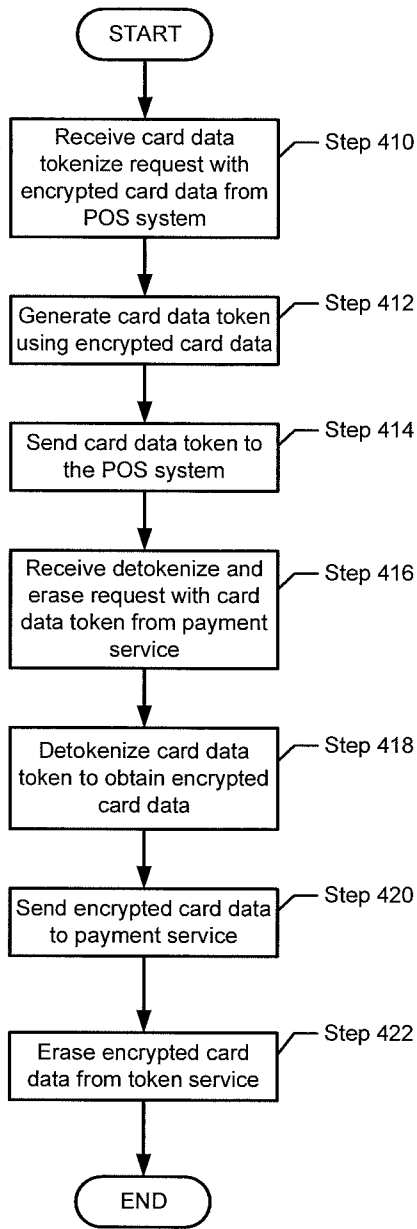 START
Receive card data
tokenize request with
encrypted card data from
POS system
Step 410
Generate card data token
using encrypted card data
Step 412
Send card data token to
the POS system
Step 414
Receive detokenize and
erase request with card
data token from payment
service
Step 416
Detokenize card data
token to obtain encrypted
card data
Step 418
Send encrypted card data
to payment service
Step 420
Erase encrypted card
data from token service
Step 422
END